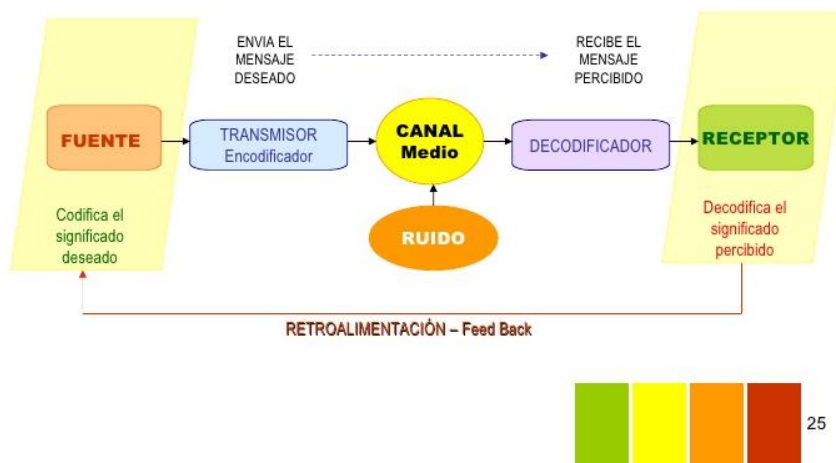 ENVIA EL
MENSAJE
DESEADO
RECIBE EL
MENSAJE
PERCIBIDO
FUENTE
TRANSMISOR
Encodificador
CANAL
Medio
DECODIFICADOR
RECEPTOR
Codifica el
significado
deseado
RUIDO
Decodifica el
significado
percibido
RETROALIMENTACIÓN – Feed Back
25